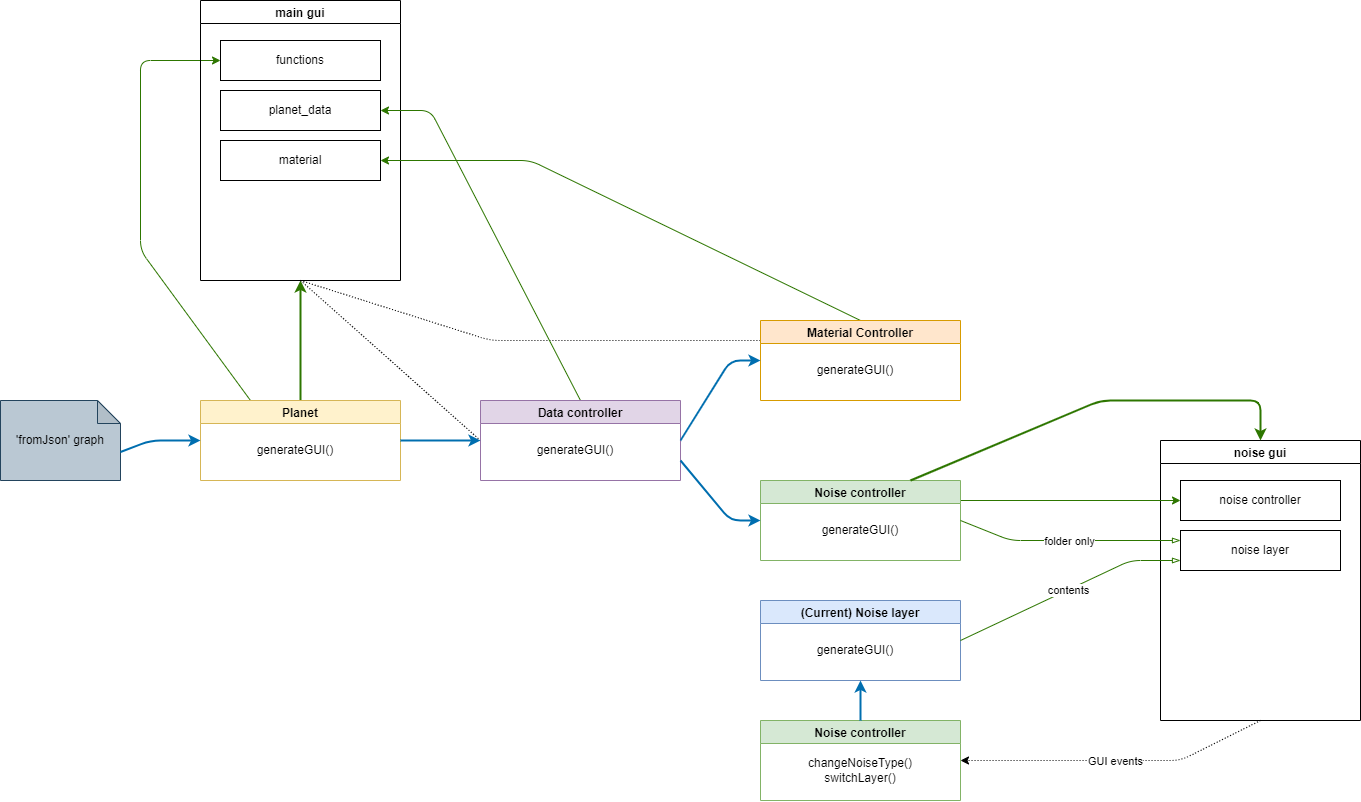 main gui
functions
planet_data
material
Material Controller
generateGUI()
'fromJson' graph
Planet
generateGUI()
Data controller
generateGUI()
noise gui
noise controller
noise layer
Noise controller
generateGUI()
folder only
contents
(Current) Noise layer
generateGUI()
Noise controller
changeNoiseType()
switchLayer()
GUI events